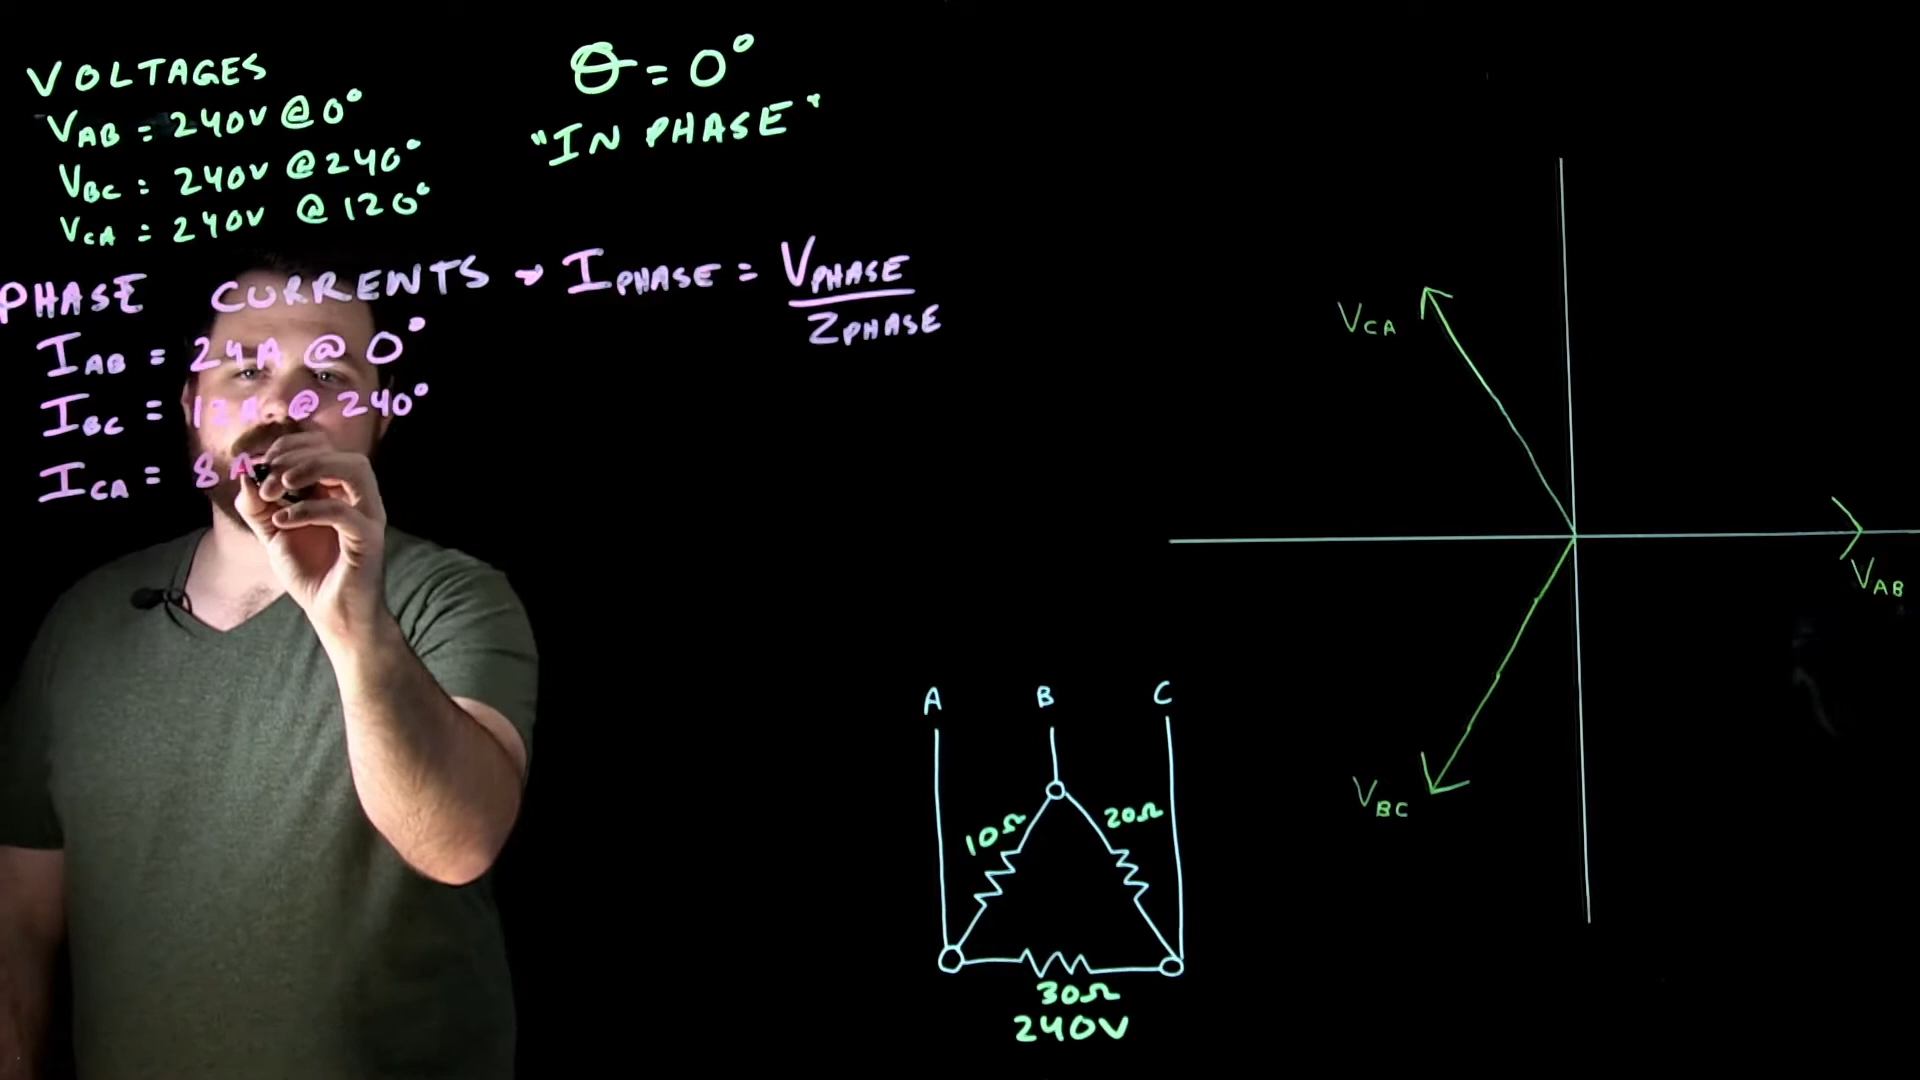 VOLTAGES
VAB = 240V @ 0°
VBC = 240V @ 240°
VCA = 240V @ 120°
θ = 0°
"IN PHASE"
PHASE CURRENTS → IPHASE = VPHASE / ZPHASE
IAB = 24A @ 0°
IBC = 12A @ 240°
ICA = 8A
VCA
VAB
VBC
A B C
10Ω 20Ω
30Ω
240V